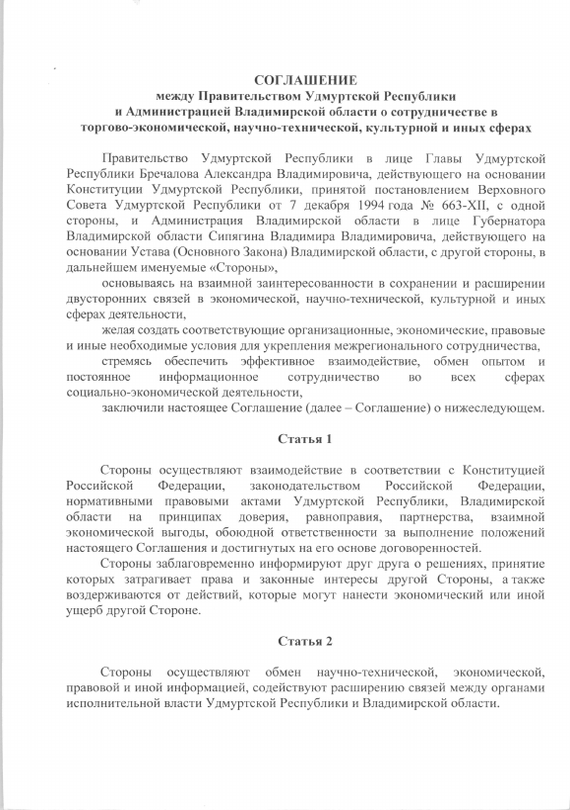 СОГЛАШЕНИЕ
между Правительством Удмуртской Республики
и Администрацией Владимирской области о сотрудничестве в
торгово-экономической, научно-технической, культурной и иных сферах
Правительство Удмуртской Республики в лице Главы Удмуртской
Республики Бречалова Александра Владимировича, действующего на основании
Конституции Удмуртской Республики, принятой постановлением Верховного
Совета Удмуртской Республики от 7 декабря 1994 года № 663-XII, с одной
стороны, и Администрация Владимирской области в лице Губернатора
Владимирской области Сипягина Владимира Владимировича, действующего на
основании Устава (Основного Закона) Владимирской области, с другой стороны, в
дальнейшем именуемые «Стороны»,
основываясь на взаимной заинтересованности в сохранении и расширении
двусторонних связей в экономической, научно-технической, культурной и иных
сферах деятельности,
желая создать соответствующие организационные, экономические, правовые
и иные необходимые условия для укрепления межрегионального сотрудничества,
стремясь обеспечить эффективное взаимодействие, обмен опытом и
постоянное информационное сотрудничество во всех сферах
социально-экономической деятельности,
заключили настоящее Соглашение (далее – Соглашение) о нижеследующем.
Статья 1
Стороны осуществляют взаимодействие в соответствии с Конституцией
Российской Федерации, законодательством Российской Федерации,
нормативными правовыми актами Удмуртской Республики, Владимирской
области на принципах доверия, равноправия, партнерства, взаимной
экономической выгоды, обоюдной ответственности за выполнение положений
настоящего Соглашения и достигнутых на его основе договоренностей.
Стороны заблаговременно информируют друг друга о решениях, принятие
которых затрагивает права и законные интересы другой Стороны, а также
воздерживаются от действий, которые могут нанести экономический или иной
ущерб другой Стороне.
Статья 2
Стороны осуществляют обмен научно-технической, экономической,
правовой и иной информацией, содействуют расширению связей между органами
исполнительной власти Удмуртской Республики и Владимирской области.